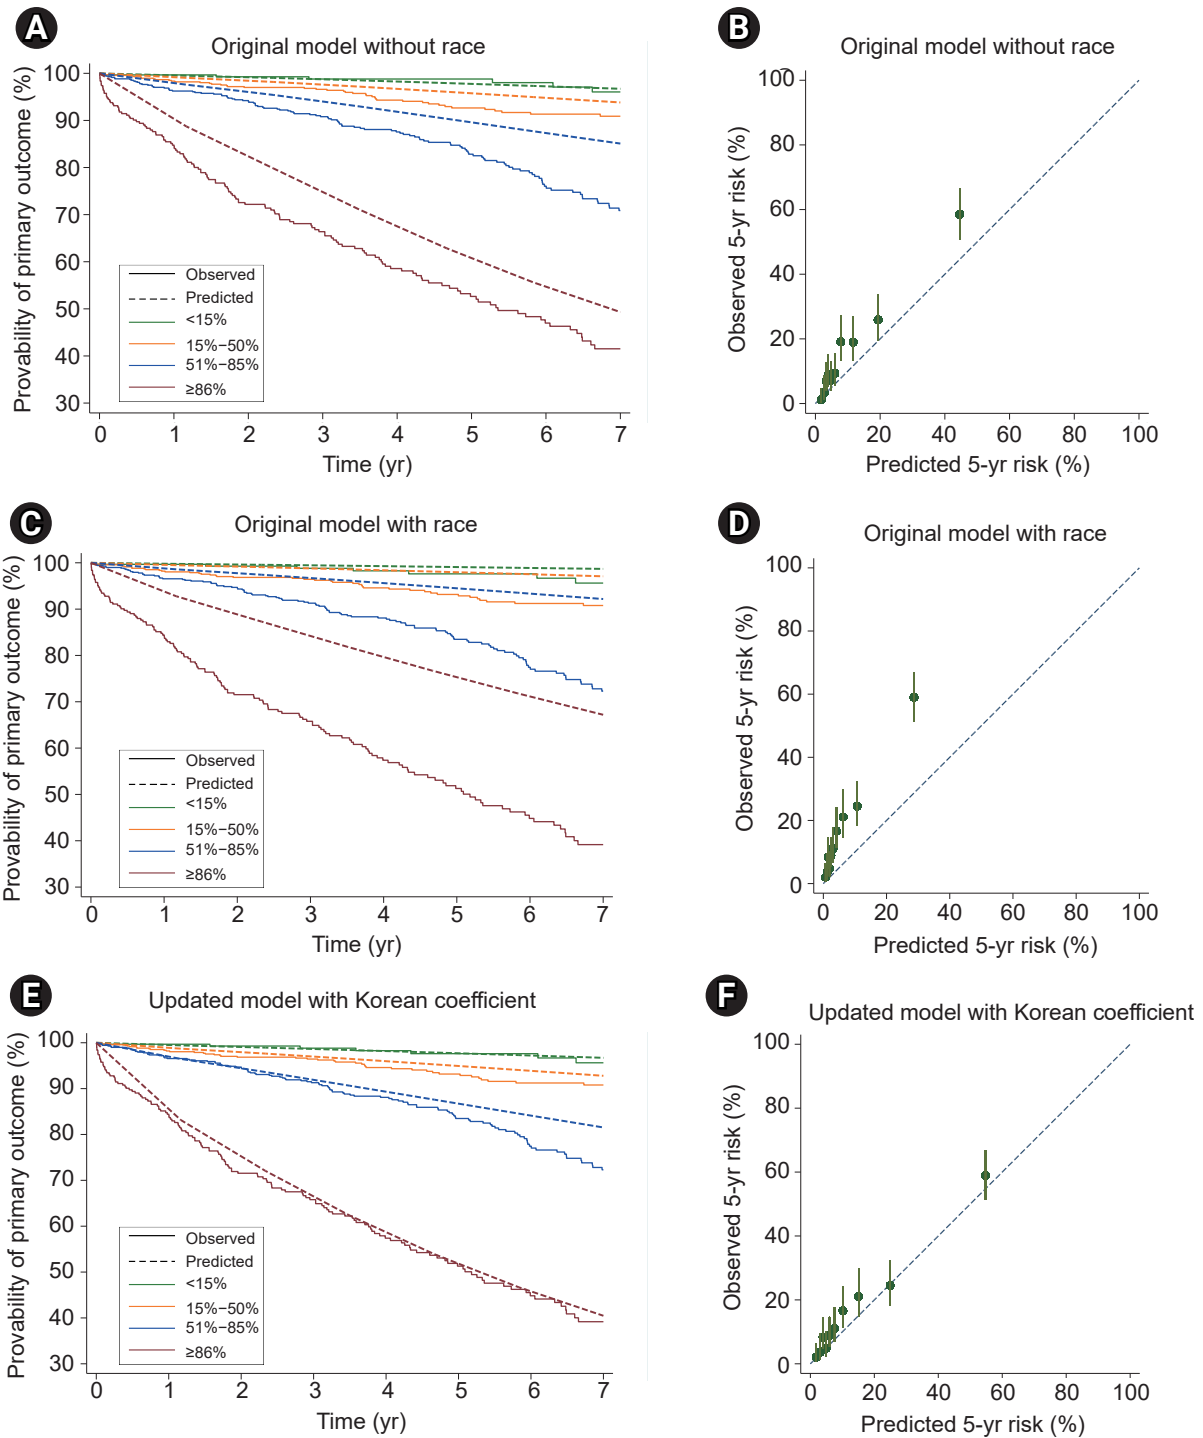 A
Original model without race
Provability of primary outcome (%)
100
90
80
70
60
50
40
30
Observed
Predicted
<15%
15%–50%
51%–85%
≥86%
0 1 2 3 4 5 6 7
Time (yr)
B
Original model without race
Observed 5-yr risk (%)
100
80
60
40
20
0
0 20 40 60 80 100
Predicted 5-yr risk (%)
C
Original model with race
Provability of primary outcome (%)
100
90
80
70
60
50
40
30
Observed
Predicted
<15%
15%–50%
51%–85%
≥86%
0 1 2 3 4 5 6 7
Time (yr)
D
Original model with race
Observed 5-yr risk (%)
100
80
60
40
20
0
0 20 40 60 80 100
Predicted 5-yr risk (%)
E
Updated model with Korean coefficient
Provability of primary outcome (%)
100
90
80
70
60
50
40
30
Observed
Predicted
<15%
15%–50%
51%–85%
≥86%
0 1 2 3 4 5 6 7
Time (yr)
F
Updated model with Korean coefficient
Observed 5-yr risk (%)
100
80
60
40
20
0
0 20 40 60 80 100
Predicted 5-yr risk (%)